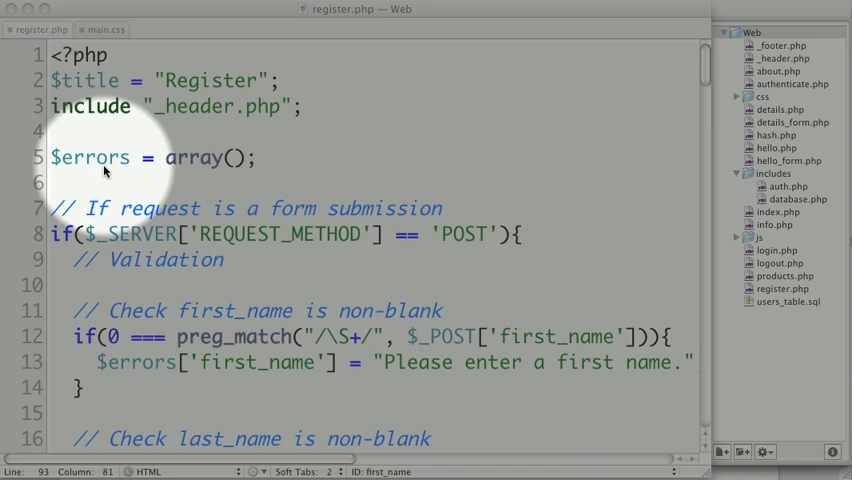 register.php — Web
register.php
main.css
1 <?php
2 $title = "Register";
3 include "_header.php";
4
5 $errors = array();
6
7 // If request is a form submission
8 if($_SERVER['REQUEST_METHOD'] == 'POST'){
9 // Validation
10
11 // Check first_name is non-blank
12 if(0 === preg_match("/\S+/", $_POST['first_name'])){
13 $errors['first_name'] = "Please enter a first name."
14 }
15
16 // Check last_name is non-blank
Line: 93 Column: 81 HTML Soft Tabs: 2 ID: first_name
Web
_footer.php
_header.php
about.php
authenticate.php
css
details.php
details_form.php
hash.php
hello.php
hello_form.php
includes
auth.php
database.php
index.php
info.php
js
login.php
logout.php
products.php
register.php
users_table.sql